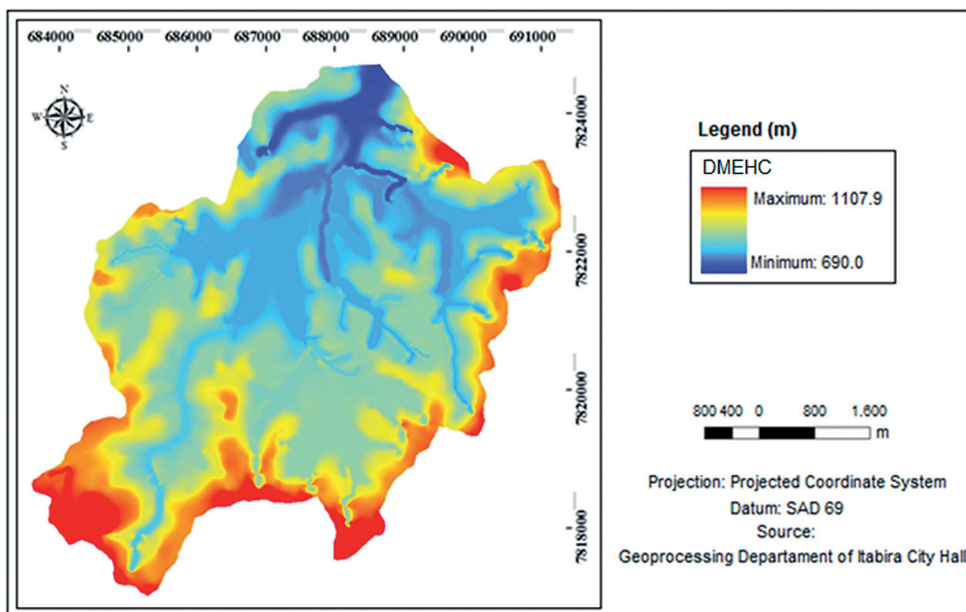 684000 685000 686000 687000 688000 689000 690000 691000
N
W E
S
7824000
7822000
7820000
7818000
Legend (m)
DMEHC
Maximum: 1107.9
Minimum: 690.0
800 400 0 800 1.600
m
Projection: Projected Coordinate System
Datum: SAD 69
Source:
Geoprocessing Departament of Itabira City Hall